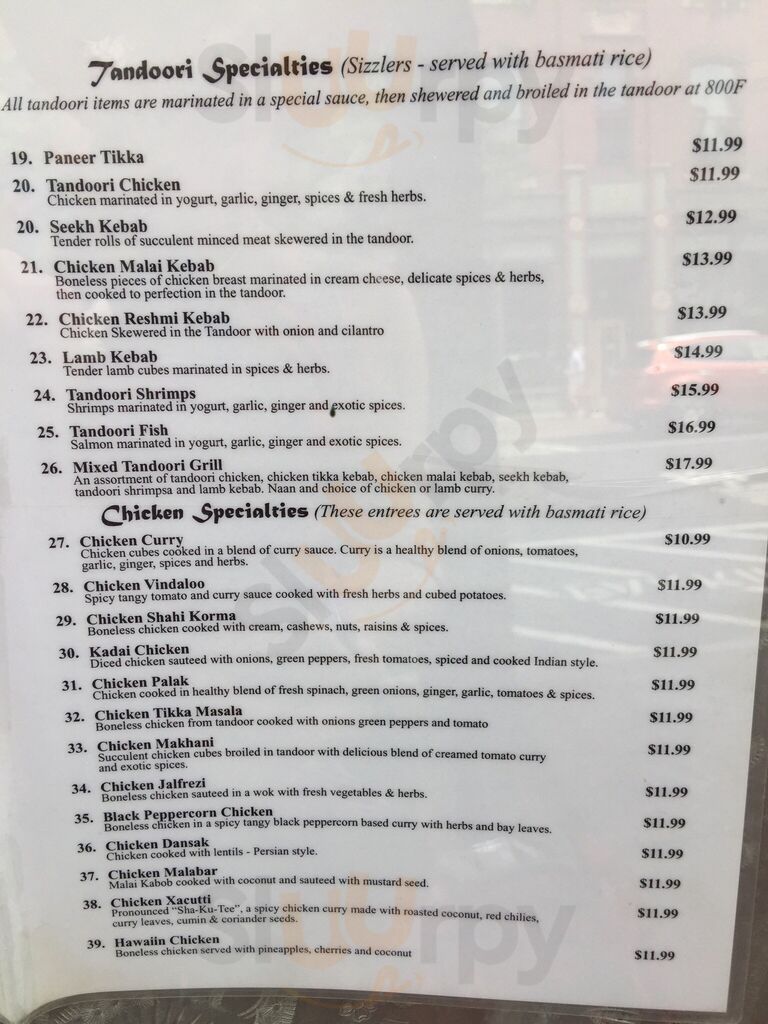 Tandoori Specialties (Sizzlers - served with basmati rice)
All tandoori items are marinated in a special sauce, then shewered and broiled in the tandoor at 800F
19. Paneer Tikka $11.99
20. Tandoori Chicken $11.99
Chicken marinated in yogurt, garlic, ginger, spices & fresh herbs.
20. Seekh Kebab $12.99
Tender rolls of succulent minced meat skewered in the tandoor.
21. Chicken Malai Kebab $13.99
Boneless pieces of chicken breast marinated in cream cheese, delicate spices & herbs,
then cooked to perfection in the tandoor.
22. Chicken Reshmi Kebab $13.99
Chicken Skewered in the Tandoor with onion and cilantro
23. Lamb Kebab $14.99
Tender lamb cubes marinated in spices & herbs.
24. Tandoori Shrimps $15.99
Shrimps marinated in yogurt, garlic, ginger and exotic spices.
25. Tandoori Fish $16.99
Salmon marinated in yogurt, garlic, ginger and exotic spices.
26. Mixed Tandoori Grill $17.99
An assortment of tandoori chicken, chicken tikka kebab, chicken malai kebab, seekh kebab,
tandoori shrimpsa and lamb kebab. Naan and choice of chicken or lamb curry.
Chicken Specialties (These entrees are served with basmati rice)
27. Chicken Curry $10.99
Chicken cubes cooked in a blend of curry sauce. Curry is a healthy blend of onions, tomatoes,
garlic, ginger, spices and herbs.
28. Chicken Vindaloo $11.99
Spicy tangy tomato and curry sauce cooked with fresh herbs and cubed potatoes.
29. Chicken Shahi Korma $11.99
Boneless chicken cooked with cream, cashews, nuts, raisins & spices.
30. Kadai Chicken $11.99
Diced chicken sauteed with onions, green peppers, fresh tomatoes, spiced and cooked Indian style.
31. Chicken Palak $11.99
Chicken cooked in healthy blend of fresh spinach, green onions, ginger, garlic, tomatoes & spices.
32. Chicken Tikka Masala $11.99
Boneless chicken from tandoor cooked with onions green peppers and tomato
33. Chicken Makhani $11.99
Succulent chicken cubes broiled in tandoor with delicious blend of creamed tomato curry
and exotic spices.
34. Chicken Jalfrezi $11.99
Boneless chicken sauteed in a wok with fresh vegetables & herbs.
35. Black Peppercorn Chicken $11.99
Boneless chicken in a spicy tangy black peppercorn based curry with herbs and bay leaves.
36. Chicken Dansak $11.99
Chicken cooked with lentils - Persian style.
37. Chicken Malabar $11.99
Malai Kabob cooked with coconut and sauteed with mustard seed.
38. Chicken Xacutti $11.99
Pronounced "Sha-Ku-Tee", a spicy chicken curry made with roasted coconut, red chilies,
curry leaves, cumin & coriander seeds.
39. Hawaiin Chicken $11.99
Boneless chicken served with pineapples, cherries and coconut
Slurrpy
Slurrpy
Slurrpy